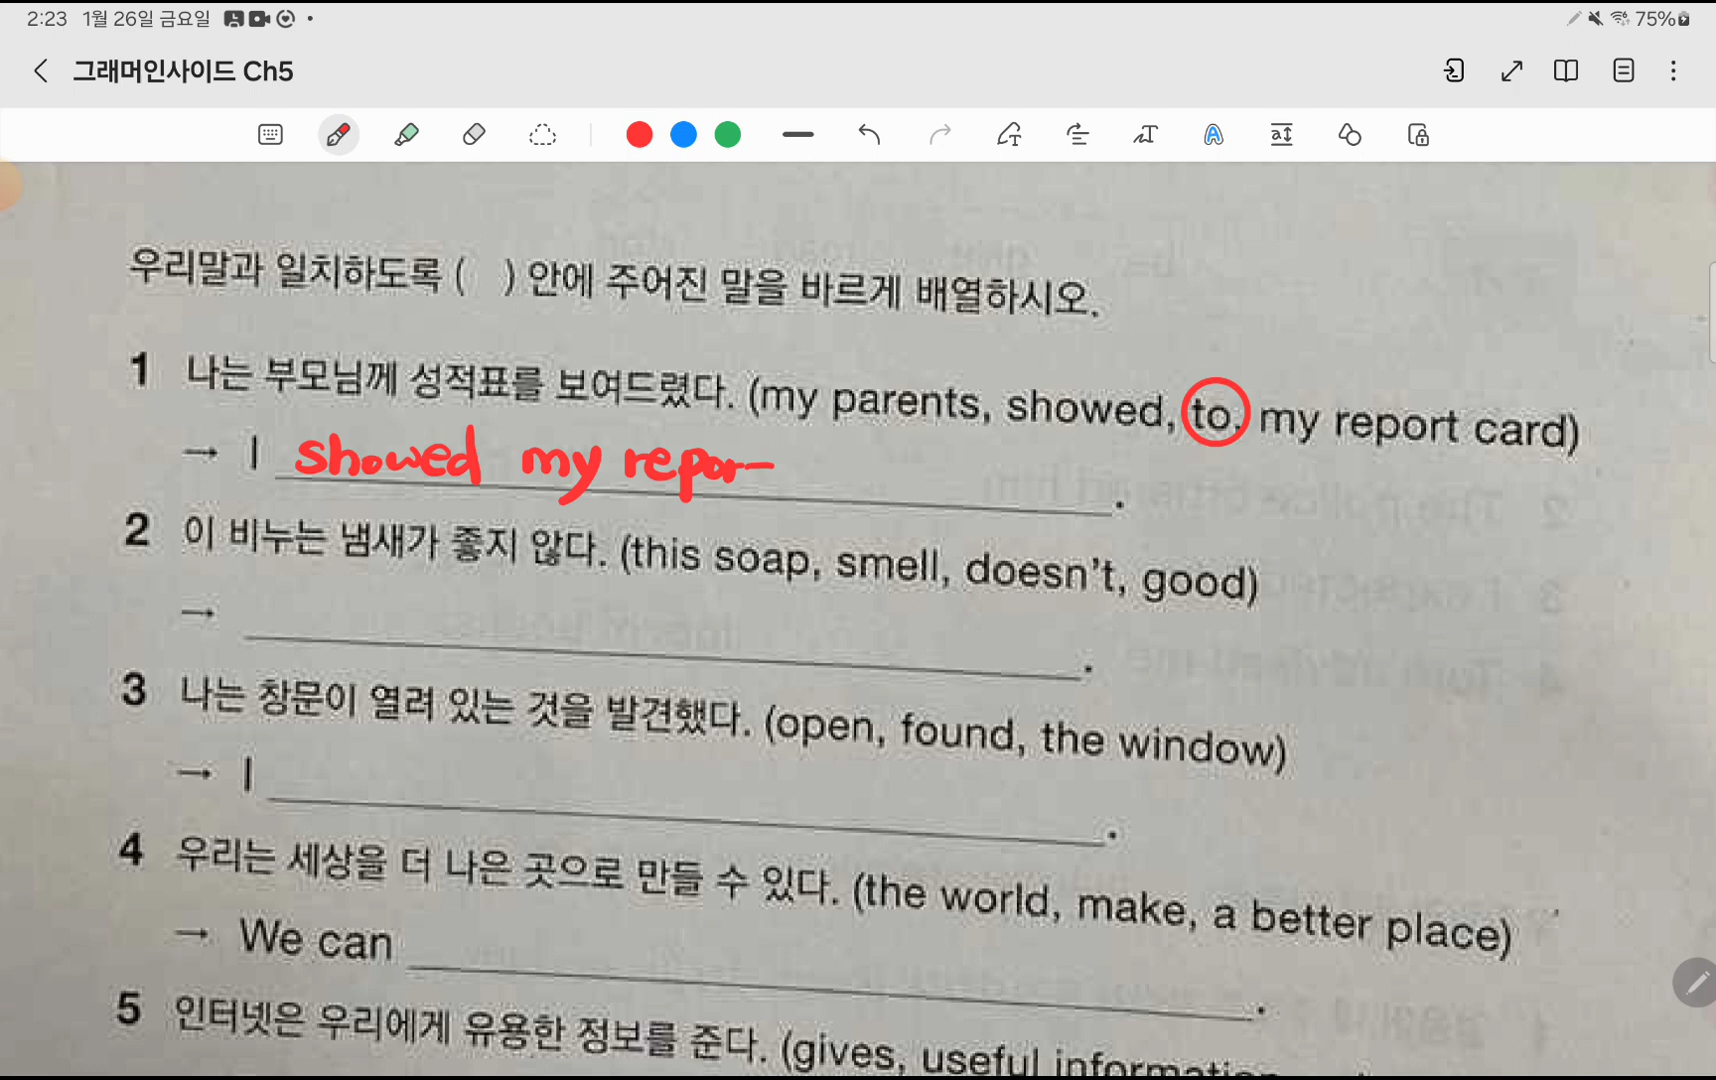 2:23 1월 26일 금요일 75%
그래머인사이드 Ch5
우리말과 일치하도록 ( ) 안에 주어진 말을 바르게 배열하시오.
1 나는 부모님께 성적표를 보여드렸다. (my parents, showed, to, my report card)
→ I showed my repor .
2 이 비누는 냄새가 좋지 않다. (this soap, smell, doesn't, good)
→ .
3 나는 창문이 열려 있는 것을 발견했다. (open, found, the window)
→ I .
4 우리는 세상을 더 나은 곳으로 만들 수 있다. (the world, make, a better place)
→ We can .
5 인터넷은 우리에게 유용한 정보를 준다. (gives, useful information